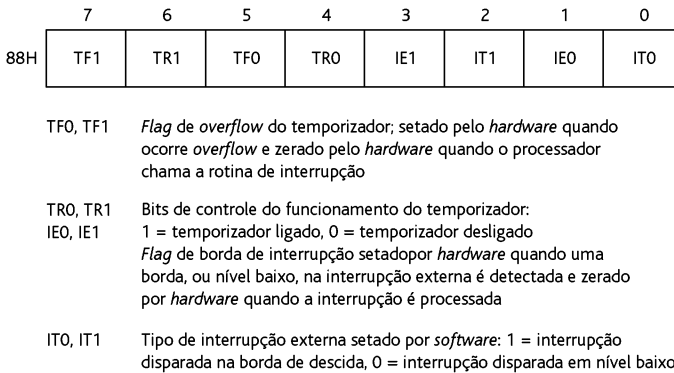 7 6 5 4 3 2 1 0
88H TF1 TR1 TF0 TR0 IE1 IT1 IE0 IT0
TF0, TF1 Flag de overflow do temporizador; setado pelo hardware quando
ocorre overflow e zerado pelo hardware quando o processador
chama a rotina de interrupção
TR0, TR1 Bits de controle do funcionamento do temporizador:
IE0, IE1 1 = temporizador ligado, 0 = temporizador desligado
Flag de borda de interrupção setadopor hardware quando uma
borda, ou nível baixo, na interrupção externa é detectada e zerado
por hardware quando a interrupção é processada
IT0, IT1 Tipo de interrupção externa setado por software: 1 = interrupção
disparada na borda de descida, 0 = interrupção disparada em nível baixo